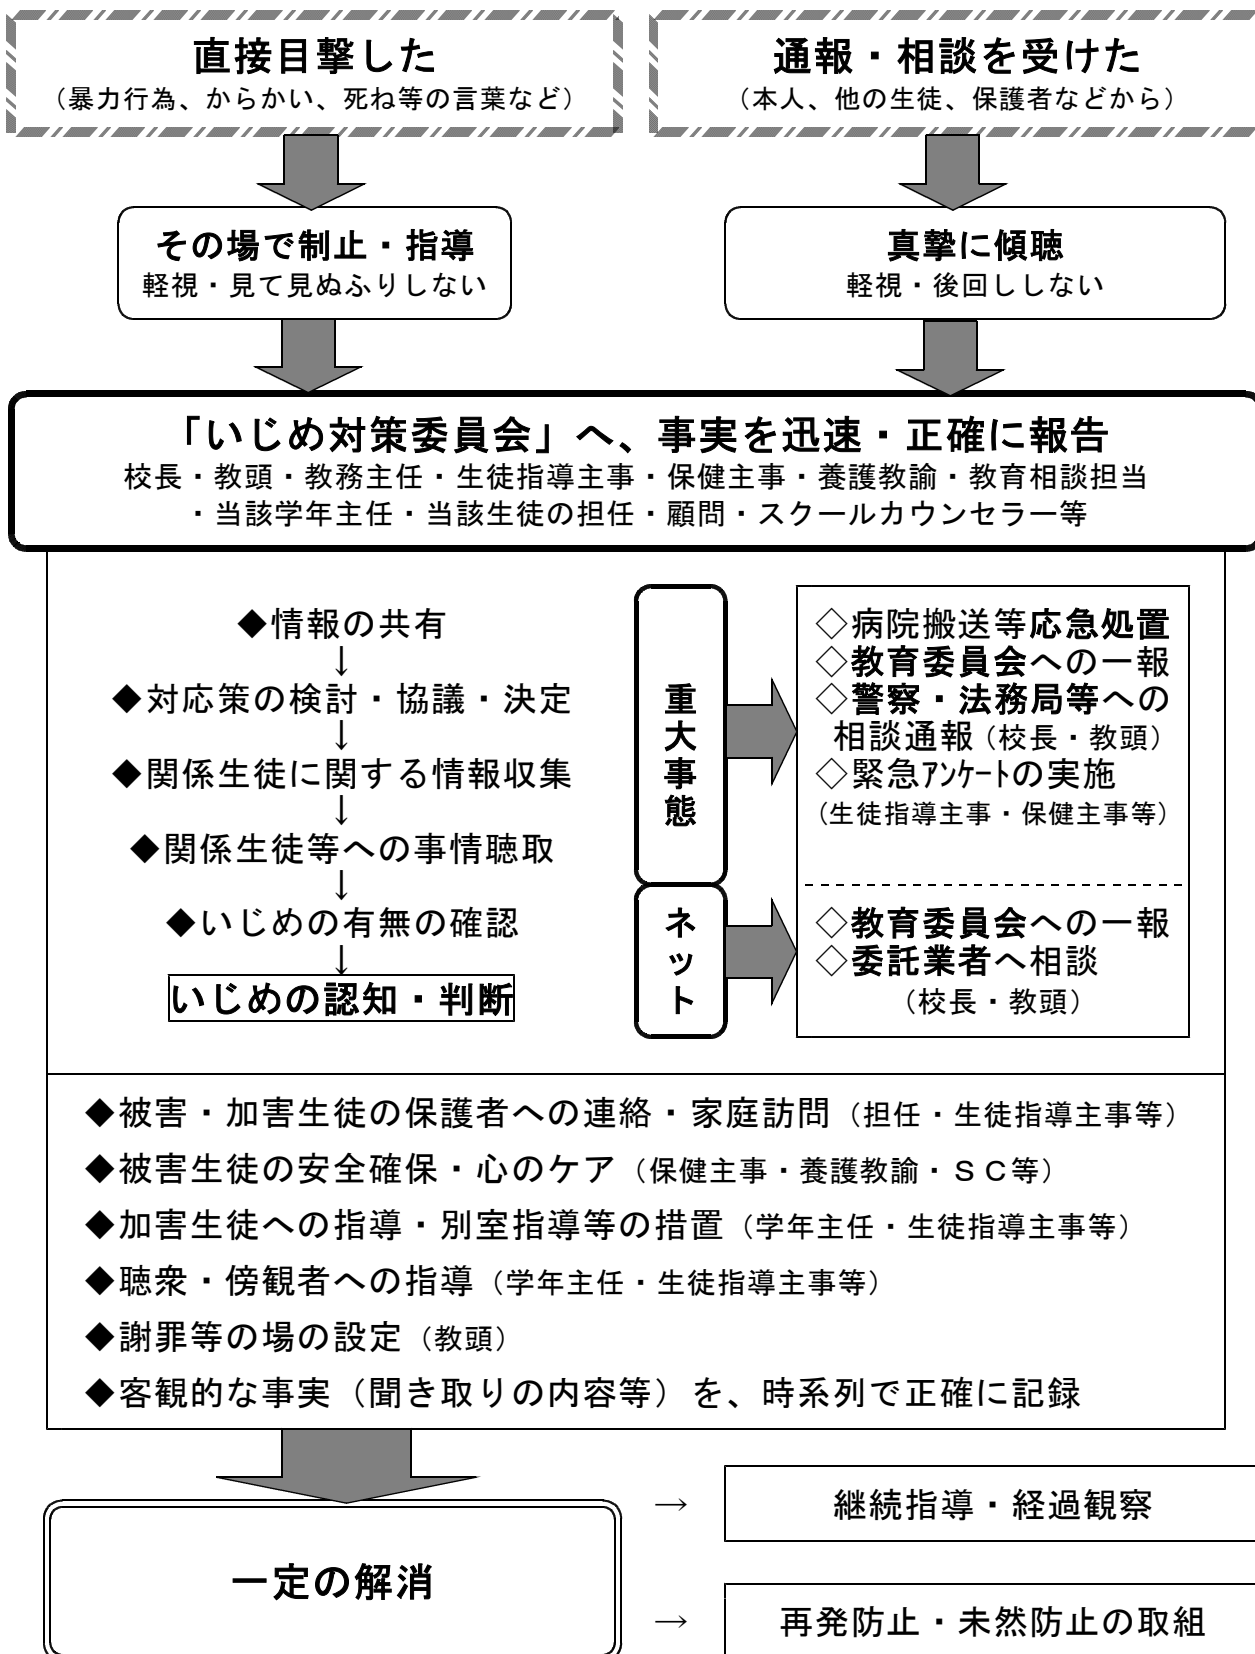 直接目撃した
(暴力行為、からかい、死ね等の言葉など)
通報・相談を受けた
(本人、他の生徒、保護者などから)
その場で制止・指導
軽視・見て見ぬふりしない
真摯に傾聴
軽視・後回ししない
「いじめ対策委員会」へ、事実を迅速・正確に報告
校長・教頭・教務主任・生徒指導主事・保健主事・養護教諭・教育相談担当
・当該学年主任・当該生徒の担任・顧問・スクールカウンセラー等
◆情報の共有
↓
◆対応策の検討・協議・決定
↓
◆関係生徒に関する情報収集
↓
◆関係生徒等への事情聴取
↓
◆いじめの有無の確認
↓
いじめの認知・判断
重大事態
◇病院搬送等応急処置
◇教育委員会への一報
◇警察・法務局等への
相談通報(校長・教頭)
◇緊急アンケートの実施
(生徒指導主事・保健主事等)
ネット
◇教育委員会への一報
◇委託業者へ相談
(校長・教頭)
◆被害・加害生徒の保護者への連絡・家庭訪問(担任・生徒指導主事等)
◆被害生徒の安全確保・心のケア(保健主事・養護教諭・SC等)
◆加害生徒への指導・別室指導等の措置(学年主任・生徒指導主事等)
◆聴衆・傍観者への指導(学年主任・生徒指導主事等)
◆謝罪等の場の設定(教頭)
◆客観的な事実(聞き取りの内容等)を、時系列で正確に記録
一定の解消
→ 継続指導・経過観察
→ 再発防止・未然防止の取組